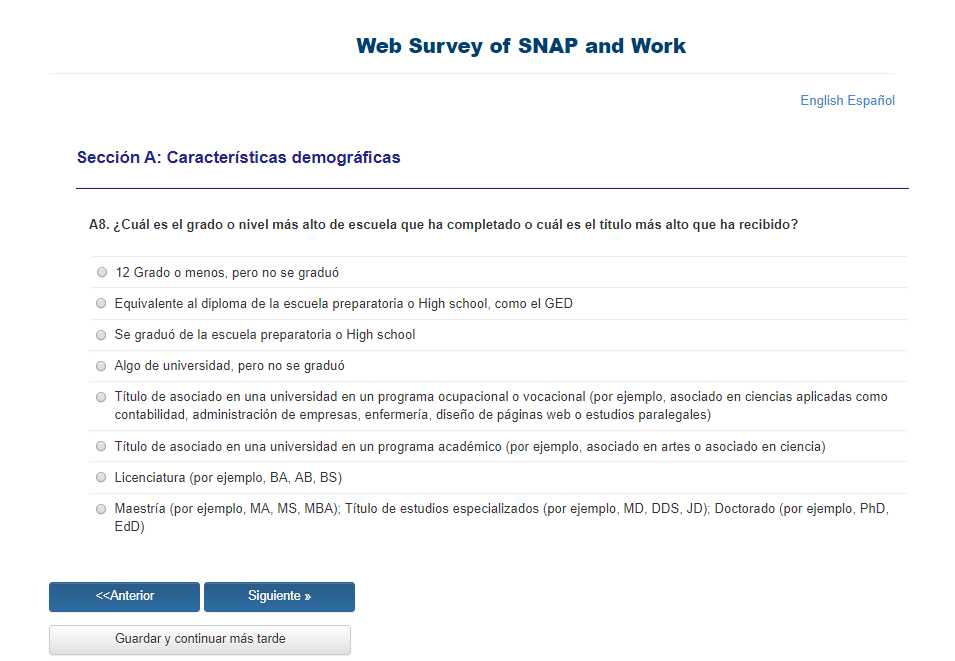 Web Survey of SNAP and Work
English Español
Sección A: Características demográficas
A8. ¿Cuál es el grado o nivel más alto de escuela que ha completado o cuál es el título más alto que ha recibido?
12 Grado o menos, pero no se graduó
Equivalente al diploma de la escuela preparatoria o High school, como el GED
Se graduó de la escuela preparatoria o High school
Algo de universidad, pero no se graduó
Título de asociado en una universidad en un programa ocupacional o vocacional (por ejemplo, asociado en ciencias aplicadas como
contabilidad, administración de empresas, enfermería, diseño de páginas web o estudios paralegales)
Título de asociado en una universidad en un programa académico (por ejemplo, asociado en artes o asociado en ciencia)
Licenciatura (por ejemplo, BA, AB, BS)
Maestría (por ejemplo, MA, MS, MBA); Título de estudios especializados (por ejemplo, MD, DDS, JD); Doctorado (por ejemplo, PhD,
EdD)
<<Anterior
Siguiente »
Guardar y continuar más tarde